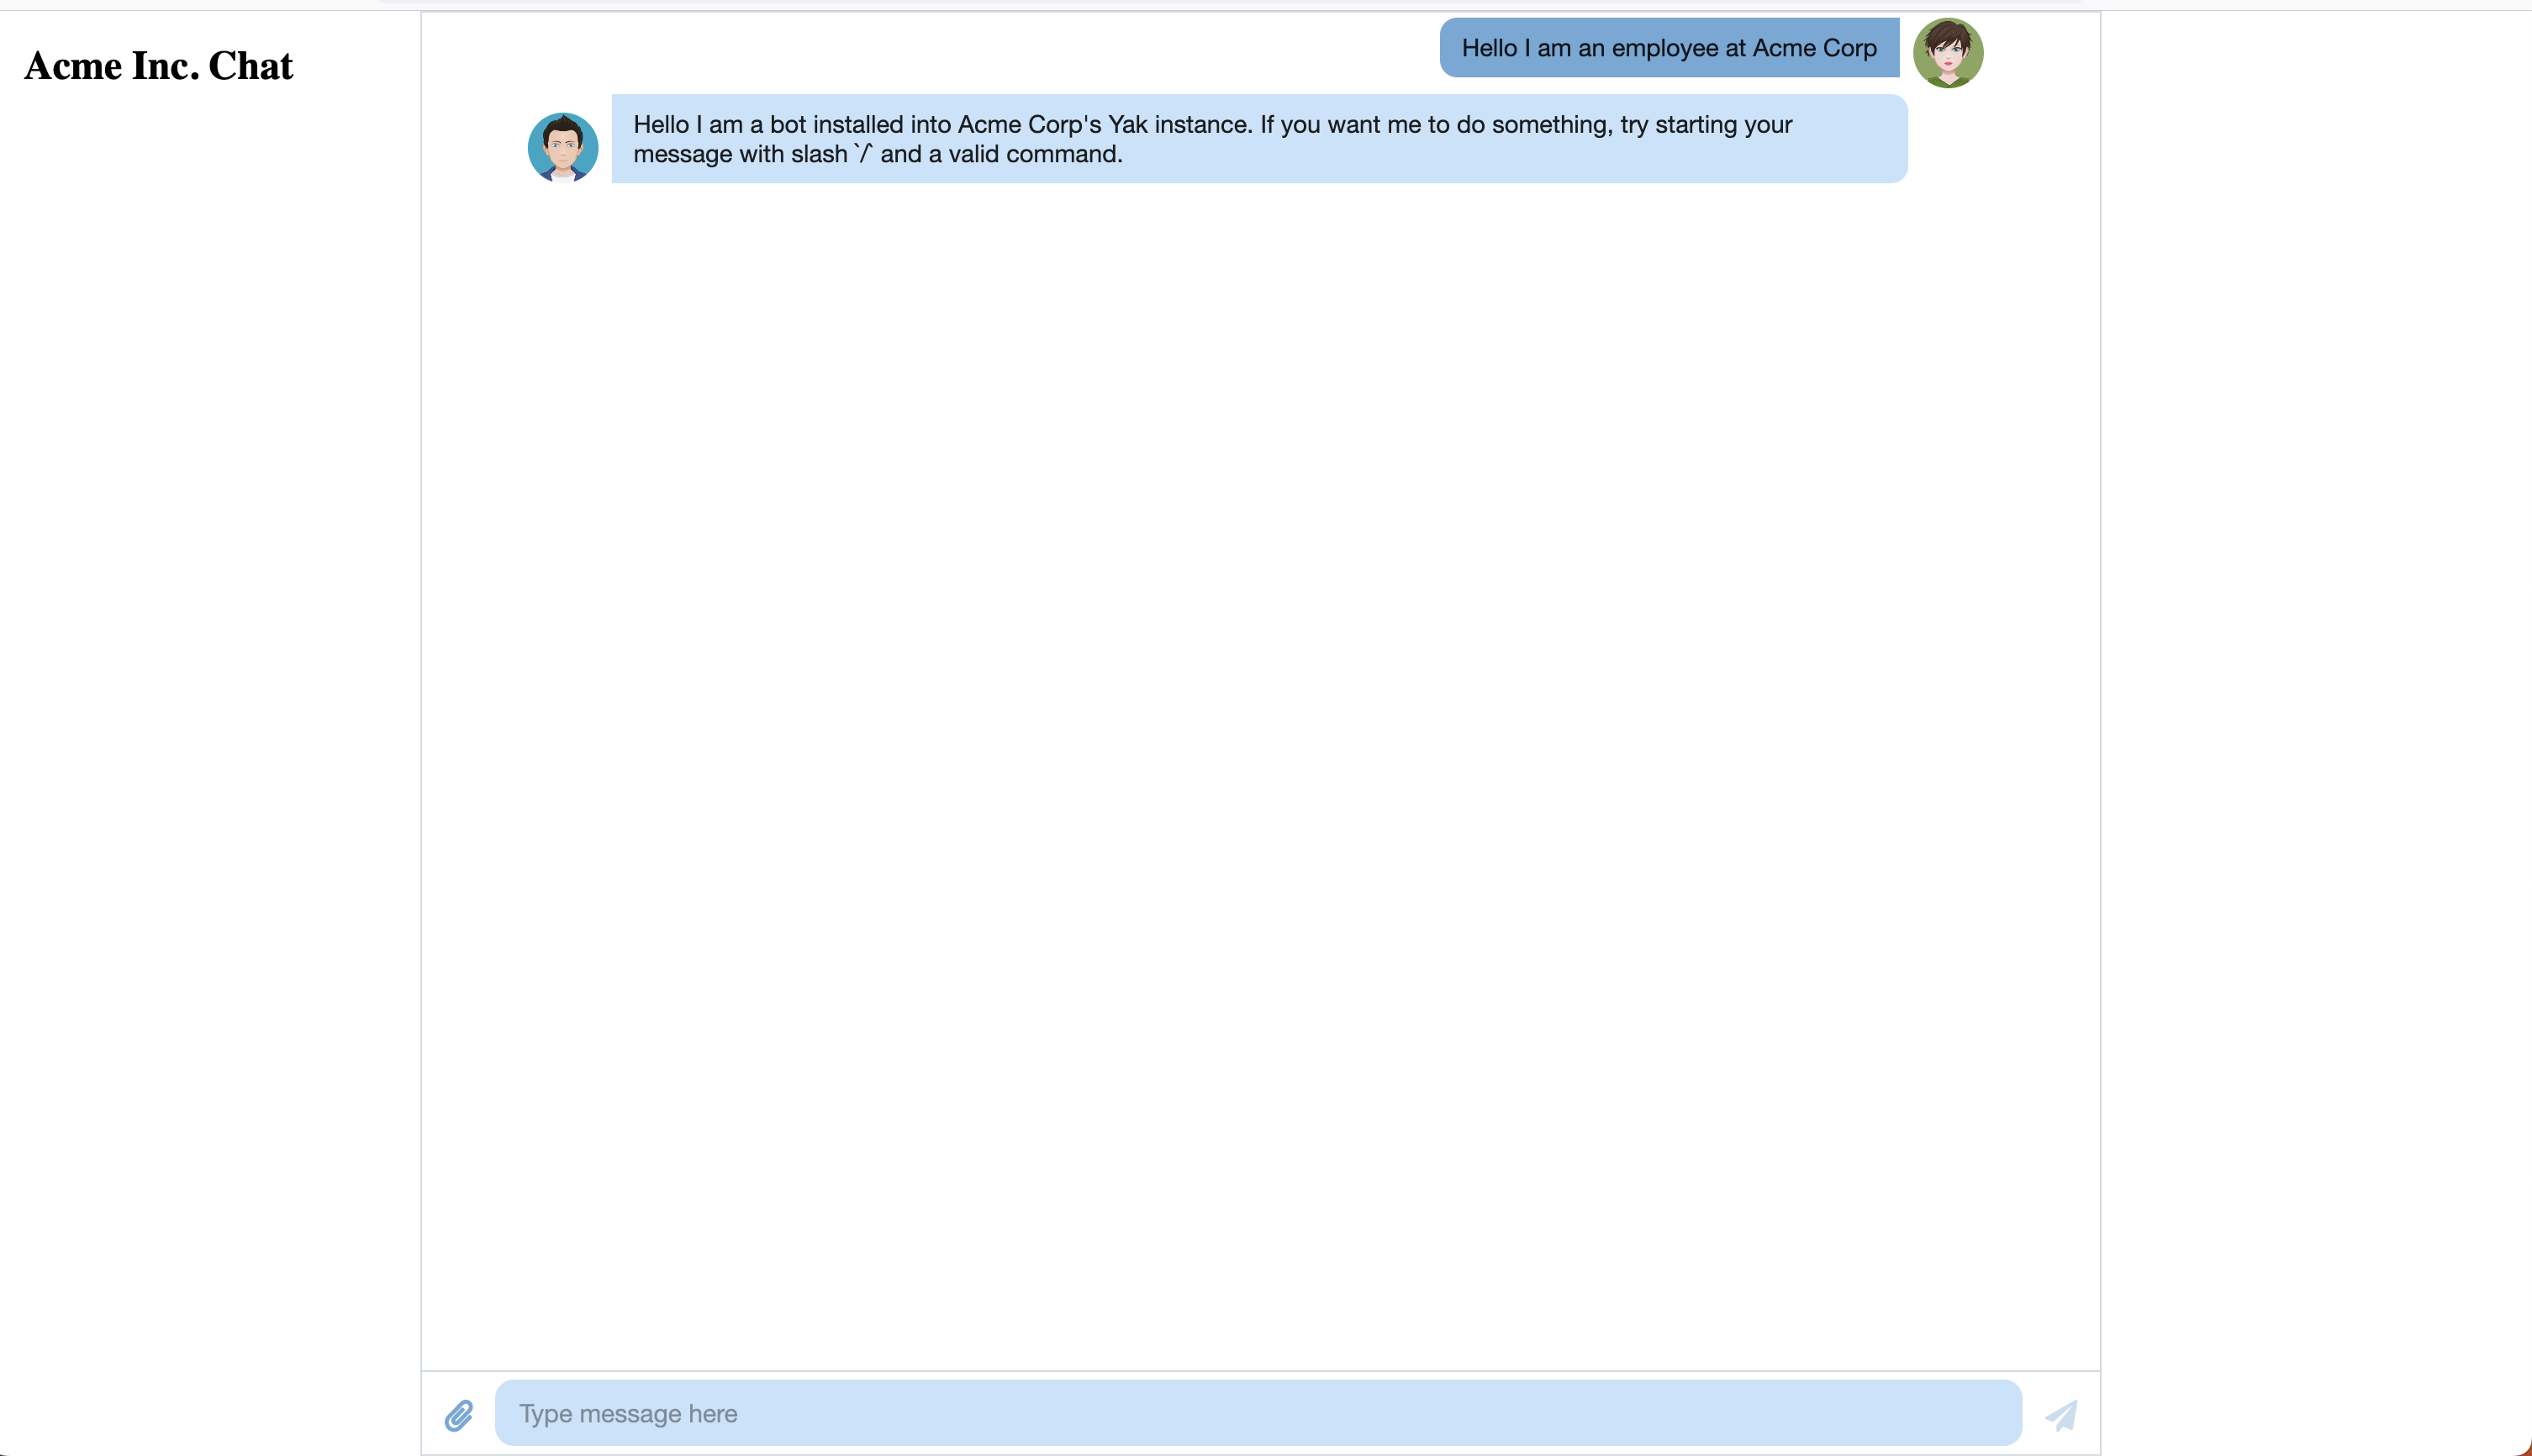 Acme Inc. Chat
Hello I am an employee at Acme Corp
Hello I am a bot installed into Acme Corp's Yak instance. If you want me to do something, try starting your
message with slash `/` and a valid command.
Type message here